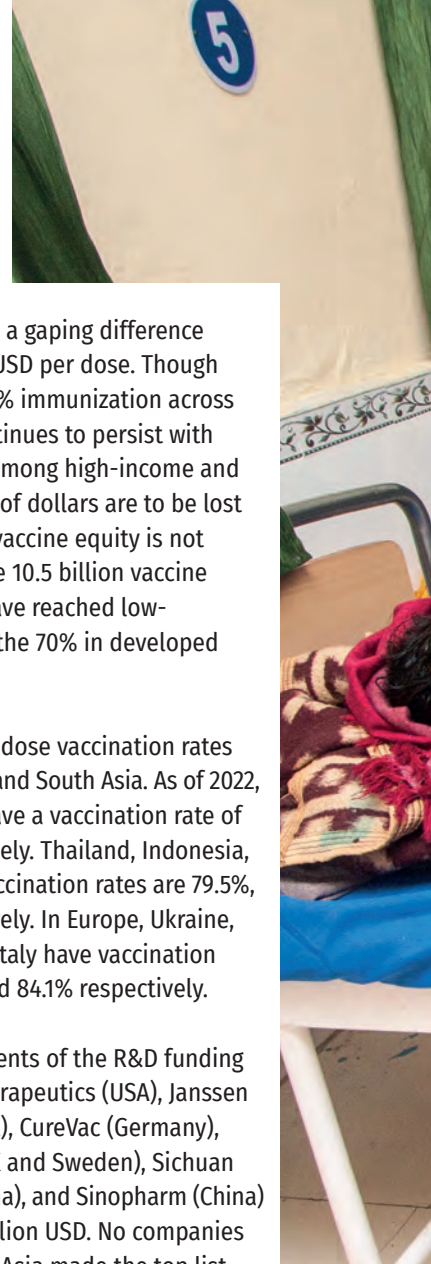 5
a gaping difference
USD per dose. Though
% immunization across
tinues to persist with
among high-income and
of dollars are to be lost
vaccine equity is not
e 10.5 billion vaccine
ave reached low-
the 70% in developed
dose vaccination rates
and South Asia. As of 2022,
ave a vaccination rate of
ely. Thailand, Indonesia,
ccination rates are 79.5%,
ely. In Europe, Ukraine,
Italy have vaccination
d 84.1% respectively.
ents of the R&D funding
rapeutics (USA), Janssen
), CureVac (Germany),
and Sweden), Sichuan
a), and Sinopharm (China)
lion USD. No companies
Asia made the top list